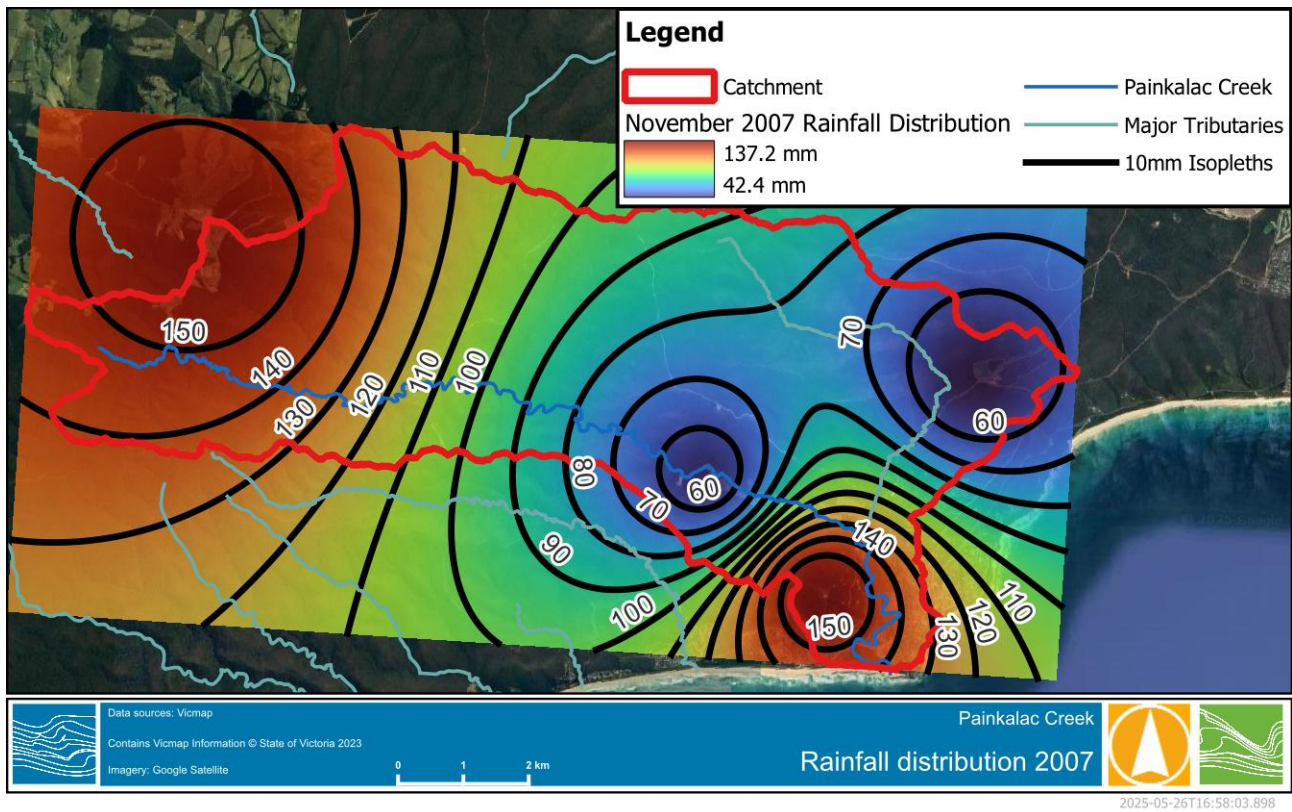 Legend
Catchment
November 2007 Rainfall Distribution
137.2 mm
42.4 mm
Painkalac Creek
Major Tributaries
10mm Isopleths
150
140
130
120
110
100
80
70
60
90
100
70
60
140
150
130
120
110
Data sources: Vicmap
Contains Vicmap Information © State of Victoria 2023
Imagery: Google Satellite
0 1 2 km
Painkalac Creek
Rainfall distribution 2007
2025-05-26T16:58:03.898